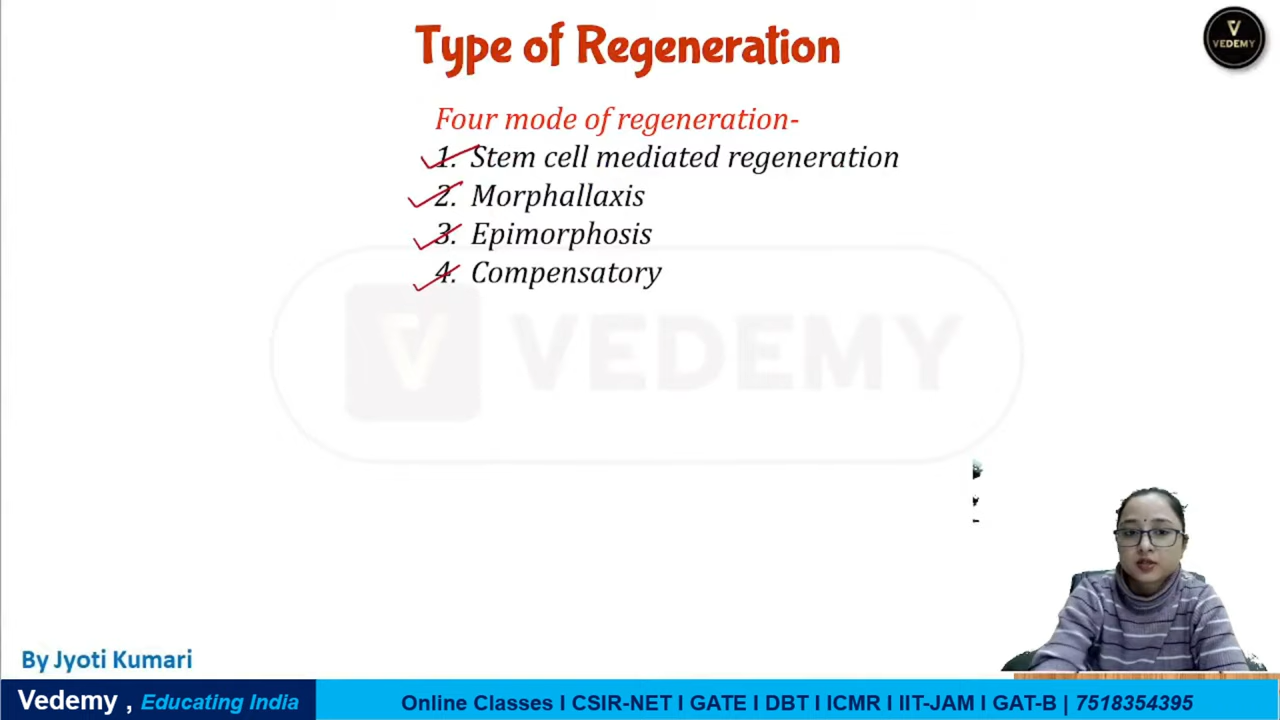 Type of Regeneration
V
VEDEMY
Four mode of regeneration-
1. Stem cell mediated regeneration
2. Morphallaxis
3. Epimorphosis
4. Compensatory
V VEDEMY
By Jyoti Kumari
Vedemy , Educating India
Online Classes I CSIR-NET I GATE I DBT I ICMR I IIT-JAM I GAT-B | 7518354395